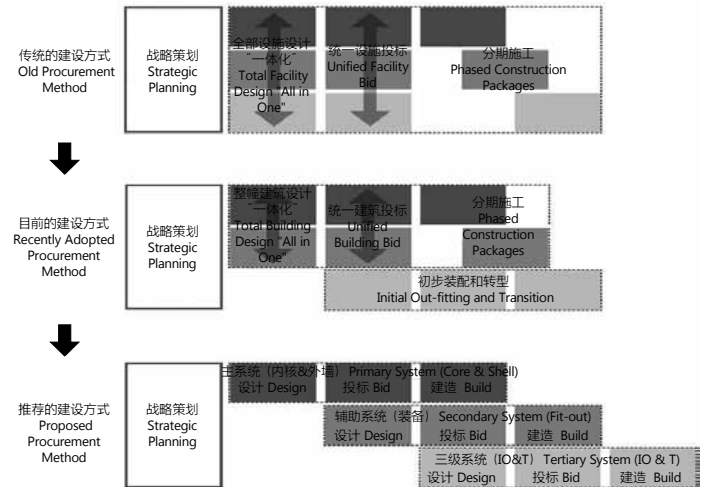 传统的建设方式
Old Procurement
Method
战略策划
Strategic
Planning
全部设施设计
“一体化”
Total Facility
Design "All in
One"
统一设施投标
Unified Facility
Bid
分期施工
Phased Construction
Packages
目前的建设方式
Recently Adopted
Procurement
Method
战略策划
Strategic
Planning
整幢建筑设计
“一体化”
Total Building
Design "All in
One"
统一建筑投标
Unified
Building Bid
分期施工
Phased
Construction
Packages
初步装配和转型
Initial Out-fitting and Transition
推荐的建设方式
Proposed
Procurement
Method
战略策划
Strategic
Planning
主系统（内核&外墙） Primary System (Core & Shell)
设计 Design 投标 Bid 建造 Build
辅助系统（装备） Secondary System (Fit-out)
设计 Design 投标 Bid 建造 Build
三级系统（IO&T） Tertiary System (IO & T)
设计 Design 投标 Bid 建造 Build